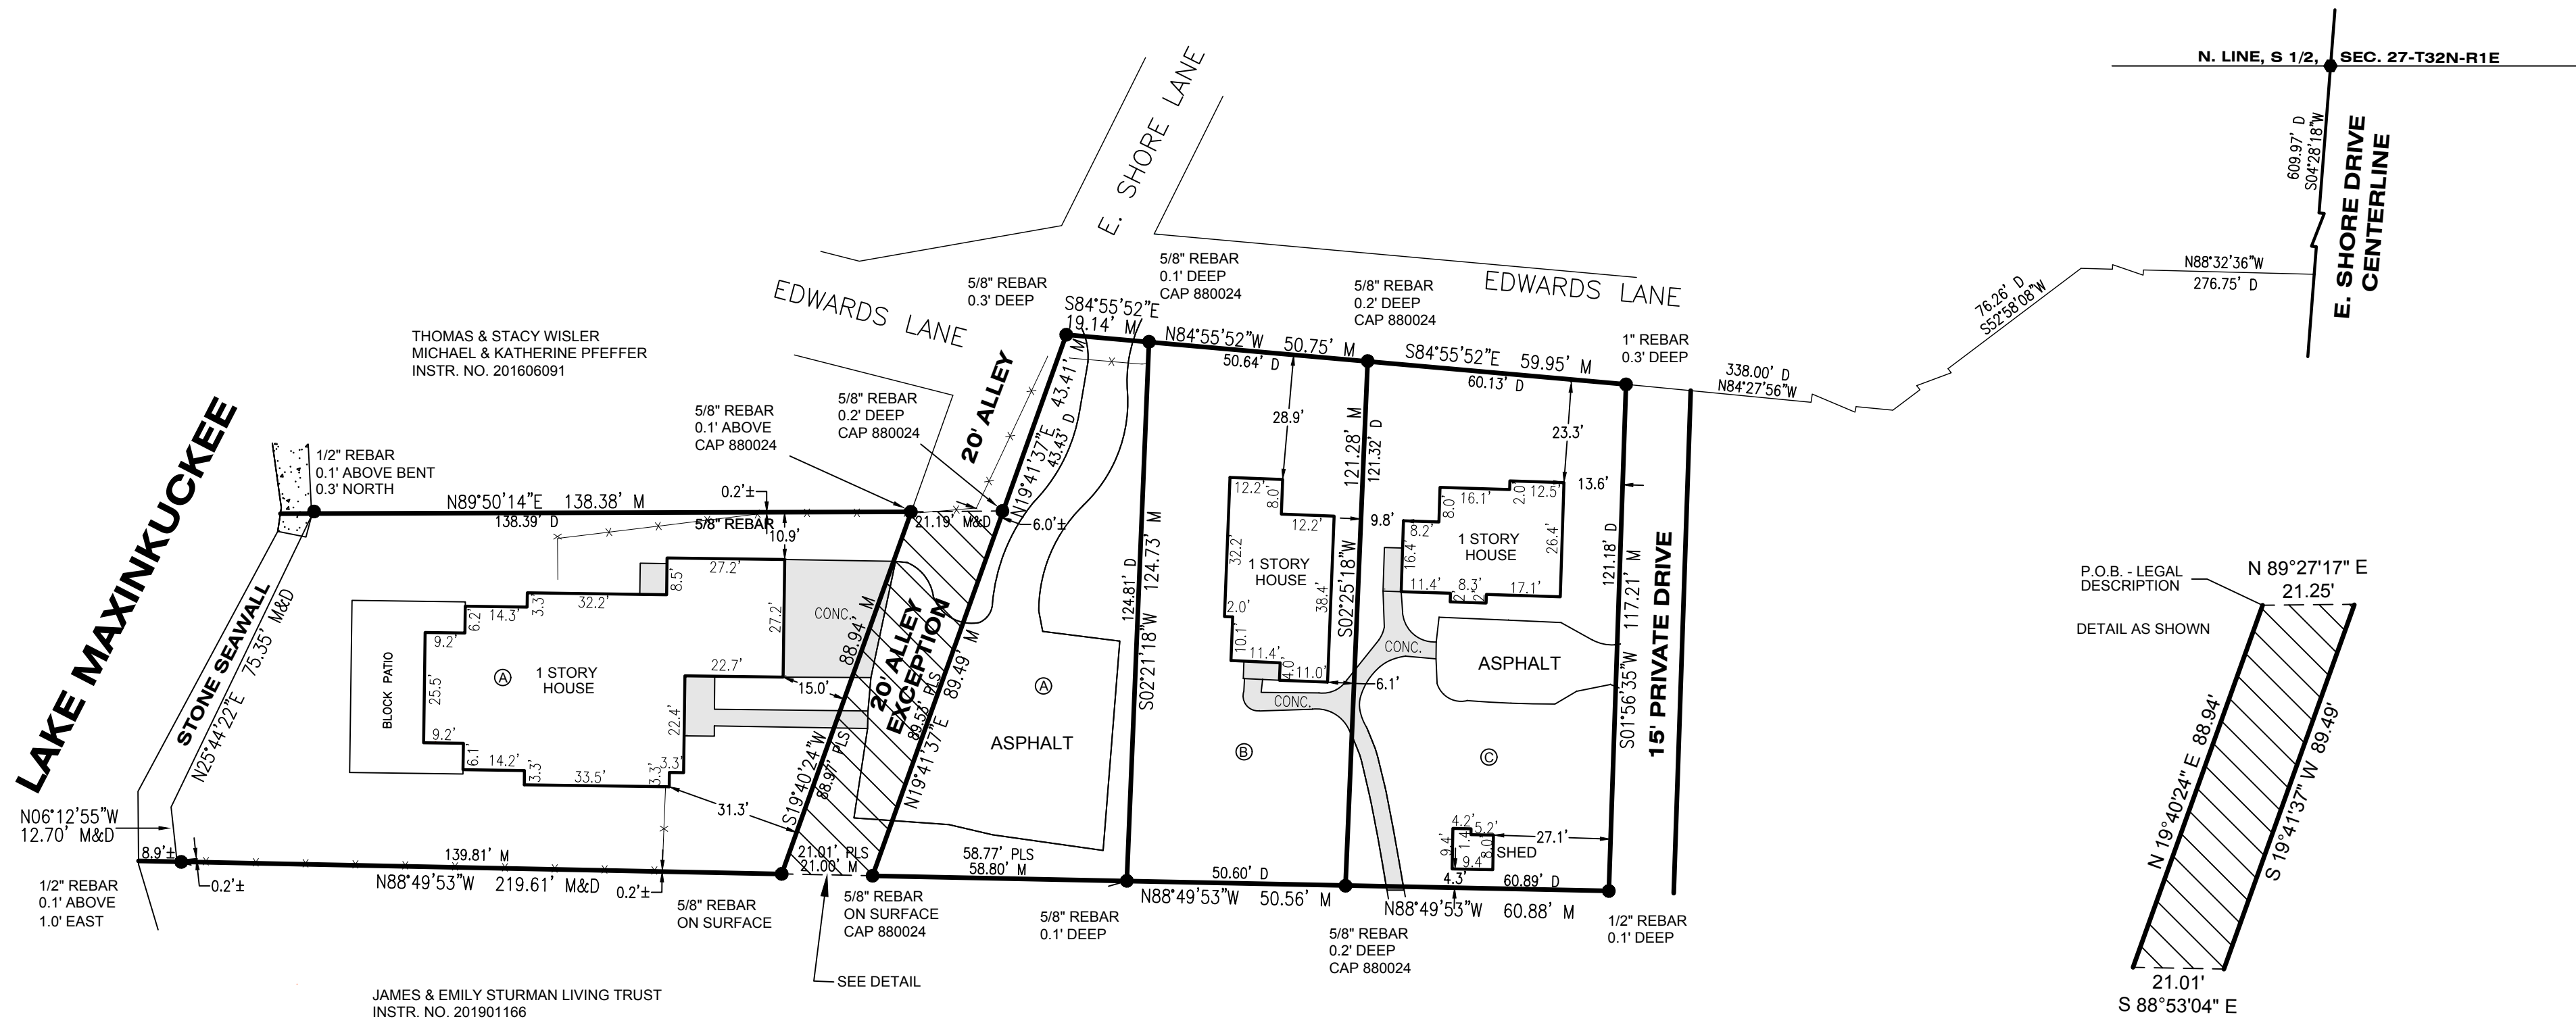 N. LINE, S 1/2, SEC. 27-T32N-R1E
609.97' D
S04°28'18"W
E. SHORE DRIVE
CENTERLINE
N88°32'36"W
276.75' D
76.26' D
S52°58'08"W
338.00' D
N84°27'56"W
E. SHORE LANE
EDWARDS LANE
EDWARDS LANE
5/8" REBAR
0.3' DEEP
5/8" REBAR
0.1' DEEP
CAP 880024
5/8" REBAR
0.2' DEEP
CAP 880024
1" REBAR
0.3' DEEP
S84°55'52"E
19.14' M
N84°55'52"W 50.75' M
50.64' D
S84°55'52"E 59.95' M
60.13' D
THOMAS & STACY WISLER
MICHAEL & KATHERINE PFEFFER
INSTR. NO. 201606091
5/8" REBAR
0.1' ABOVE
CAP 880024
5/8" REBAR
0.2' DEEP
CAP 880024
20' ALLEY
N19°41'37"E 43.41' M
43.43' D
LAKE MAXINKUCKEE
1/2" REBAR
0.1' ABOVE BENT
0.3' NORTH
N89°50'14"E 138.38' M
138.39' D
0.2'±
5/8" REBAR
10.9'
21.19' M&D
6.0'±
STONE SEAWALL
N25°44'22"E 75.35' M&D
BLOCK PATIO
A
1 STORY
HOUSE
27.2'
8.5'
32.2'
3.3'
14.3'
6.2'
9.2'
25.5'
9.2'
6.1'
14.2'
3.3'
33.5'
3.3'
3.3'
22.4'
22.7'
27.2'
CONC.
15.0'
31.3'
S19°40'24"W 88.94' M
88.97' PLS
20' ALLEY
EXCEPTION
89.53' PLS
N19°41'37"E 89.49' M
A
ASPHALT
124.81' D
S02°21'18"W 124.73' M
28.9'
12.2'
8.0'
12.2'
32.2'
1 STORY
HOUSE
38.4'
2.0'
10.1'
11.4'
4.0'
11.0'
6.1'
CONC.
B
121.28' M
121.32' D
S02°25'18"W
9.8'
23.3'
13.6'
16.1'
2.0'
12.5'
8.0'
8.2'
16.4'
1 STORY
HOUSE
26.4'
11.4'
8.3'
17.1'
CONC.
ASPHALT
C
4.2'
5.2'
9.4'
1.4'
8.0'
9.4'
SHED
27.1'
4.3'
121.18' D
S01°56'35"W 117.21' M
15' PRIVATE DRIVE
N06°12'55"W
12.70' M&D
8.9'±
0.2'±
1/2" REBAR
0.1' ABOVE
1.0' EAST
139.81' M
N88°49'53"W 219.61' M&D
0.2'±
5/8" REBAR
ON SURFACE
21.01' PLS
21.00' M
SEE DETAIL
5/8" REBAR
ON SURFACE
CAP 880024
58.77' PLS
58.80' M
5/8" REBAR
0.1' DEEP
50.60' D
N88°49'53"W 50.56' M
5/8" REBAR
0.2' DEEP
CAP 880024
60.89' D
N88°49'53"W 60.88' M
1/2" REBAR
0.1' DEEP
JAMES & EMILY STURMAN LIVING TRUST
INSTR. NO. 201901166
P.O.B. - LEGAL
DESCRIPTION
DETAIL AS SHOWN
N 89°27'17" E
21.25'
N 19°40'24" E 88.94'
S 19°41'37" W 89.49'
21.01'
S 88°53'04" E